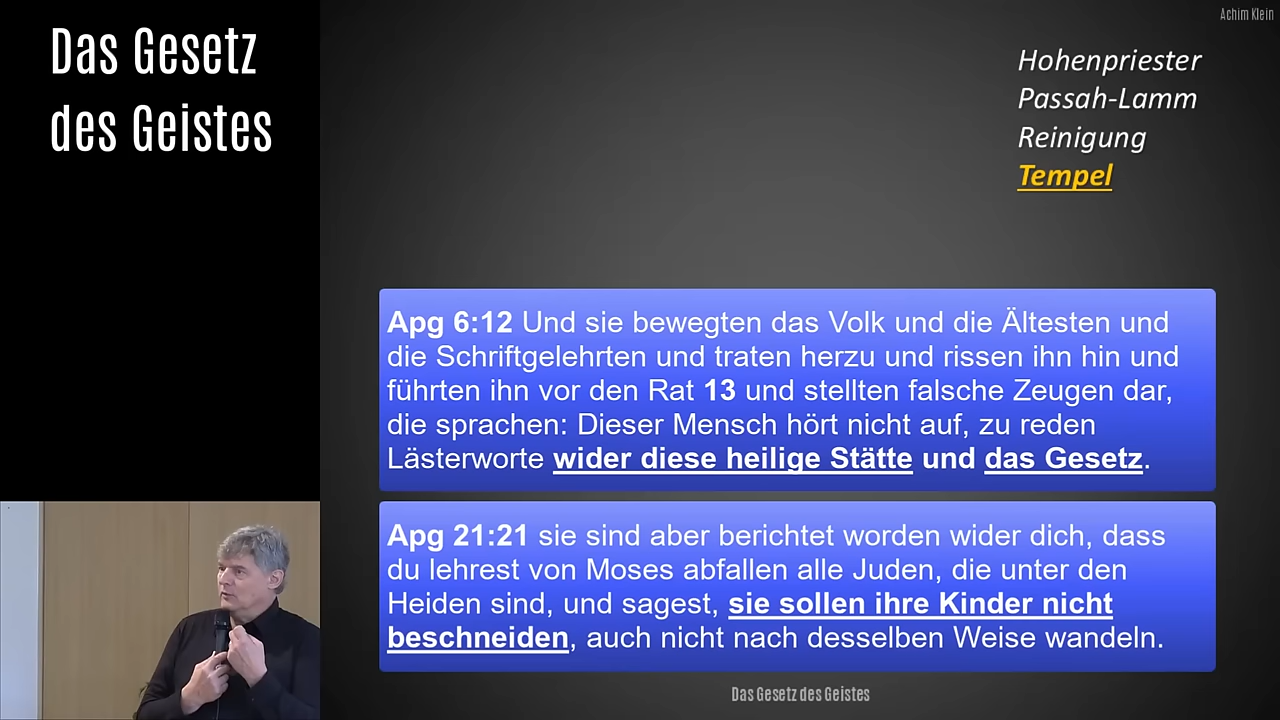 Das Gesetz
des Geistes
Achim Klein
Hohenpriester
Passah-Lamm
Reinigung
Tempel
Apg 6:12 Und sie bewegten das Volk und die Ältesten und
die Schriftgelehrten und traten herzu und rissen ihn hin und
führten ihn vor den Rat 13 und stellten falsche Zeugen dar,
die sprachen: Dieser Mensch hört nicht auf, zu reden
Lästerworte wider diese heilige Stätte und das Gesetz.
Apg 21:21 sie sind aber berichtet worden wider dich, dass
du lehrest von Moses abfallen alle Juden, die unter den
Heiden sind, und sagest, sie sollen ihre Kinder nicht
beschneiden, auch nicht nach desselben Weise wandeln.
Das Gesetz des Geistes